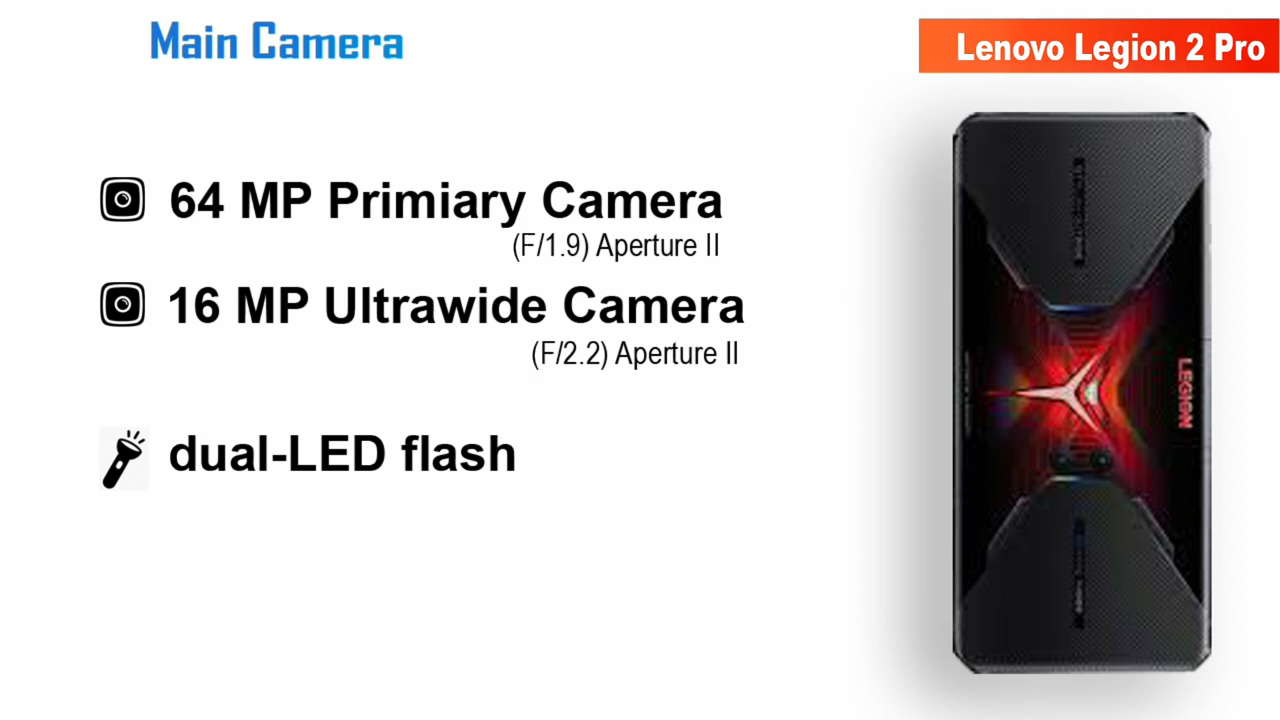 Main Camera
Lenovo Legion 2 Pro
64 MP Primiary Camera
(F/1.9) Aperture II
16 MP Ultrawide Camera
(F/2.2) Aperture II
dual-LED flash
LEGION